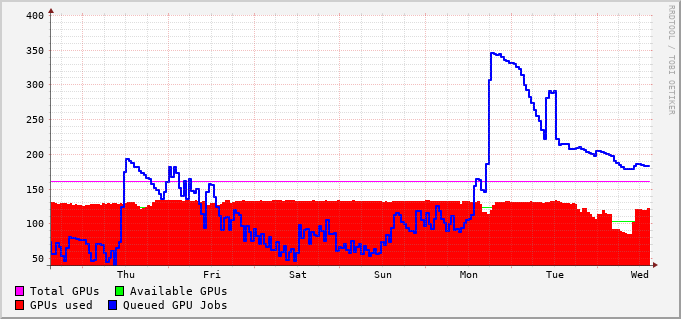 400
350
300
250
200
150
100
50
Thu Fri Sat Sun Mon Tue Wed
Total GPUs Available GPUs
GPUs used Queued GPU Jobs
RRDTOOL / TOBI OETIKER